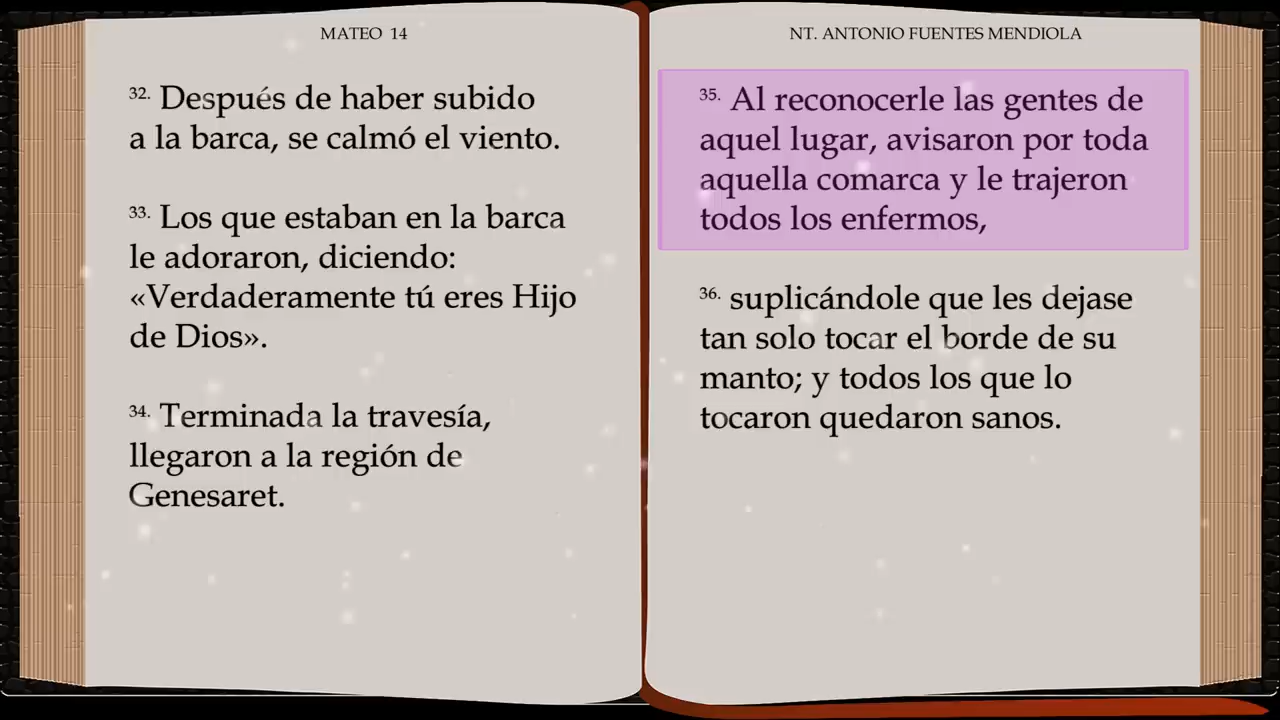 MATEO 14
32. Después de haber subido
a la barca, se calmó el viento.
33. Los que estaban en la barca
le adoraron, diciendo:
«Verdaderamente tú eres Hijo
de Dios».
34. Terminada la travesía,
llegaron a la región de
Genesaret.
NT. ANTONIO FUENTES MENDIOLA
35. Al reconocerle las gentes de
aquel lugar, avisaron por toda
aquella comarca y le trajeron
todos los enfermos,
36. suplicándole que les dejase
tan solo tocar el borde de su
manto; y todos los que lo
tocaron quedaron sanos.